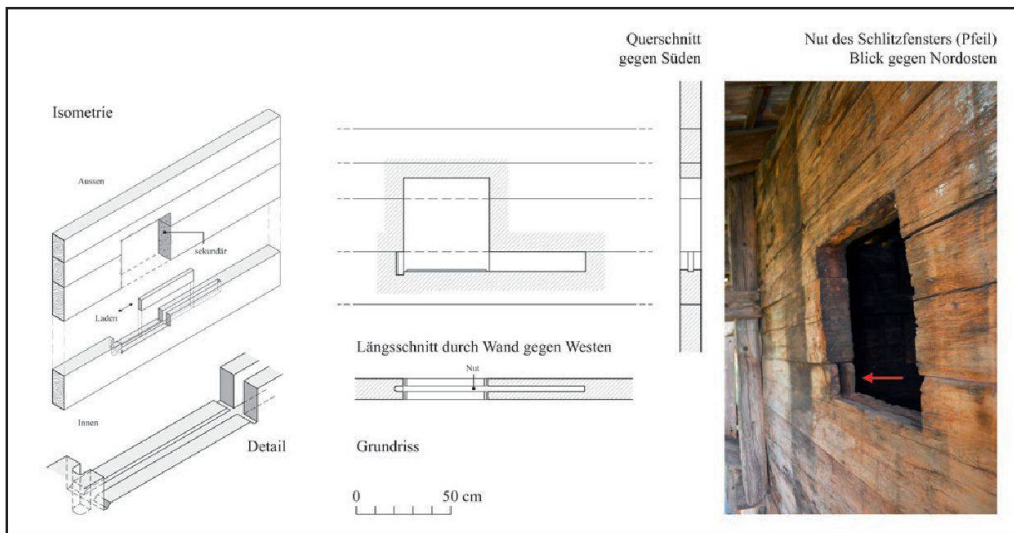 Querschnitt
gegen Süden
Nut des Schlitzfensters (Pfeil)
Blick gegen Nordosten
Isometrie
Aussen
sekundär
Laden
Innen
Detail
Längsschnitt durch Wand gegen Westen
Nut
Grundriss
0 50 cm